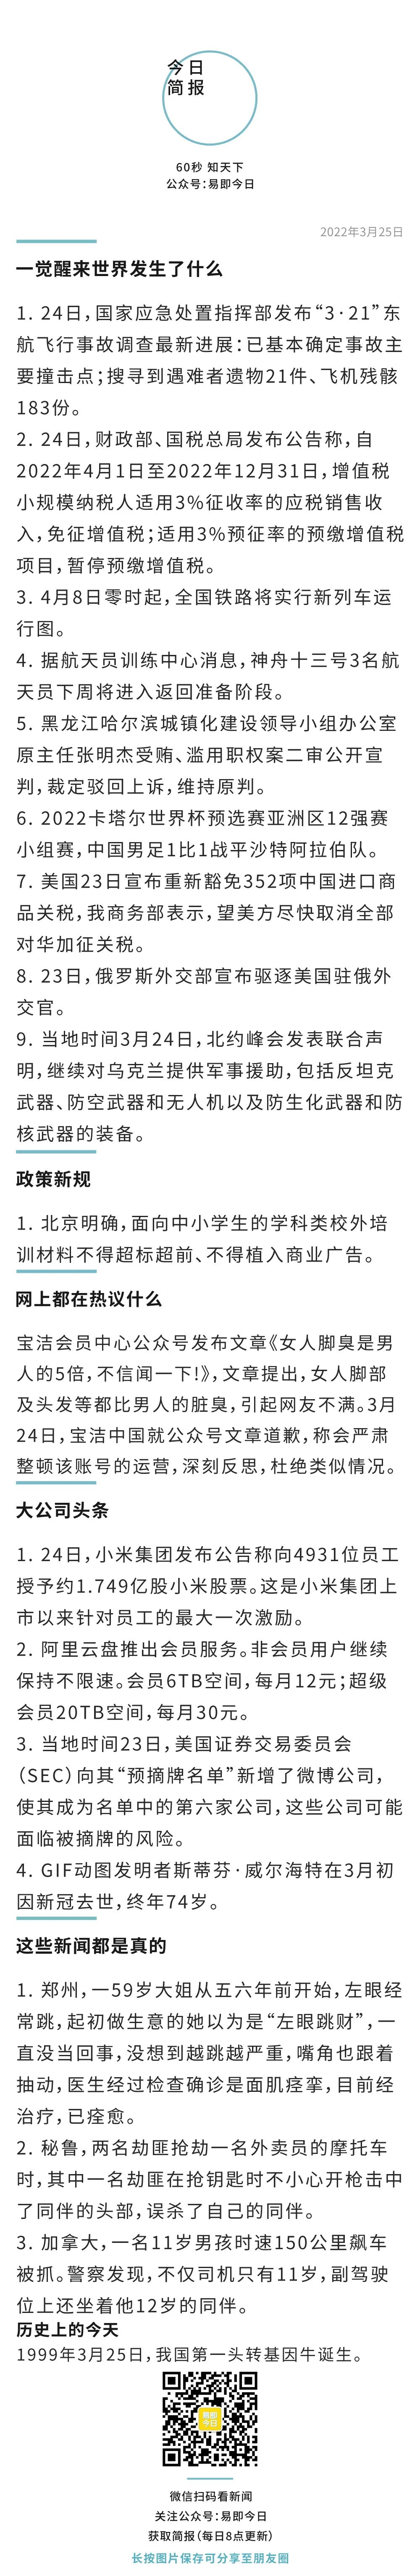 今日
简报
60秒 知天下
公众号：易即今日
2022年3月25日
一觉醒来世界发生了什么
1. 24日，国家应急处置指挥部发布“3·21”东
航飞行事故调查最新进展：已基本确定事故主
要撞击点；搜寻到遇难者遗物21件、飞机残骸
183份。
2. 24日，财政部、国税总局发布公告称，自
2022年4月1日至2022年12月31日，增值税
小规模纳税人适用3%征收率的应税销售收
入，免征增值税；适用3%预征率的预缴增值税
项目，暂停预缴增值税。
3. 4月8日零时起，全国铁路将实行新列车运
行图。
4. 据航天员训练中心消息，神舟十三号3名航
天员下周将进入返回准备阶段。
5. 黑龙江哈尔滨城镇化建设领导小组办公室
原主任张明杰受贿、滥用职权案二审公开宣
判，裁定驳回上诉，维持原判。
6. 2022卡塔尔世界杯预选赛亚洲区12强赛
小组赛，中国男足1比1战平沙特阿拉伯队。
7. 美国23日宣布重新豁免352项中国进口商
品关税，我商务部表示，望美方尽快取消全部
对华加征关税。
8. 23日，俄罗斯外交部宣布驱逐美国驻俄外
交官。
9. 当地时间3月24日，北约峰会发表联合声
明，继续对乌克兰提供军事援助，包括反坦克
武器、防空武器和无人机以及防生化武器和防
核武器的装备。
政策新规
1. 北京明确，面向中小学生的学科类校外培
训材料不得超标超前、不得植入商业广告。
网上都在热议什么
宝洁会员中心公众号发布文章《女人脚臭是男
人的5倍，不信闻一下！》，文章提出，女人脚部
及头发等都比男人的脏臭，引起网友不满。3月
24日，宝洁中国就公众号文章道歉，称会严肃
整顿该账号的运营，深刻反思，杜绝类似情况。
大公司头条
1. 24日，小米集团发布公告称向4931位员工
授予约1.749亿股小米股票。这是小米集团上
市以来针对员工的最大一次激励。
2. 阿里云盘推出会员服务。非会员用户继续
保持不限速。会员6TB空间，每月12元；超级
会员20TB空间，每月30元。
3. 当地时间23日，美国证券交易委员会
（SEC）向其“预摘牌名单”新增了微博公司，
使其成为名单中的第六家公司，这些公司可能
面临被摘牌的风险。
4. GIF动图发明者斯蒂芬·威尔海特在3月初
因新冠去世，终年74岁。
这些新闻都是真的
1. 郑州，一59岁大姐从五六年前开始，左眼经
常跳，起初做生意的她以为是“左眼跳财”，一
直没当回事，没想到越跳越严重，嘴角也跟着
抽动，医生经过检查确诊是面肌痉挛，目前经
治疗，已痊愈。
2. 秘鲁，两名劫匪抢劫一名外卖员的摩托车
时，其中一名劫匪在抢钥匙时不小心开枪击中
了同伴的头部，误杀了自己的同伴。
3. 加拿大，一名11岁男孩时速150公里飙车
被抓。警察发现，不仅司机只有11岁，副驾驶
位上还坐着他12岁的同伴。
历史上的今天
1999年3月25日，我国第一头转基因牛诞生。
易即
今日
微信扫码看新闻
关注公众号：易即今日
获取简报（每日8点更新）
长按图片保存可分享至朋友圈